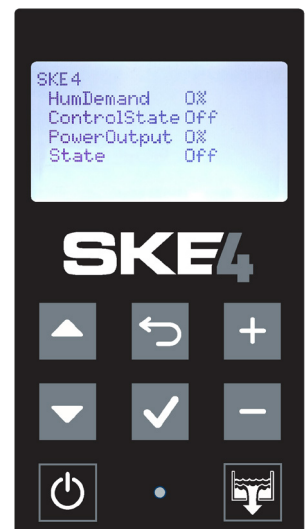 SKE4
HumDemand 0%
ControlState Off
PowerOutput 0%
State Off
SKE4